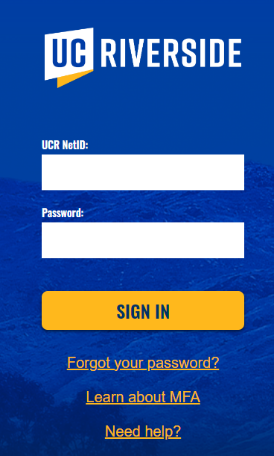 UC RIVERSIDE
UCR NetID:
Password:
SIGN IN
Forgot your password?
Learn about MFA
Need help?